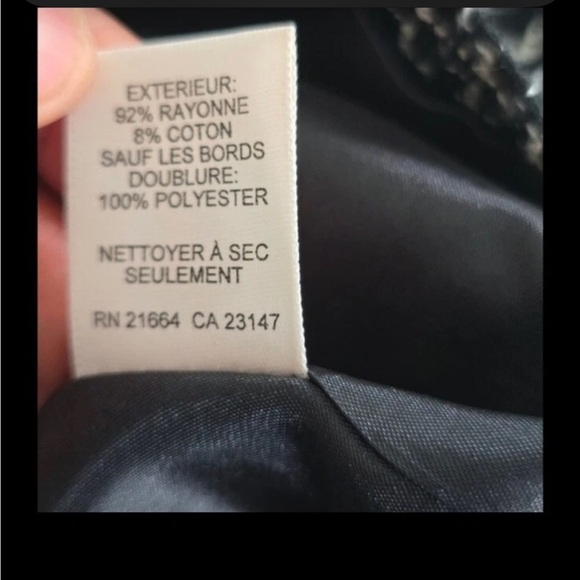 EXTERIEUR:
92% RAYONNE
8% COTON
SAUF LES BORDS
DOUBLURE:
100% POLYESTER
NETTOYER À SEC
SEULEMENT
RN 21664 CA 23147